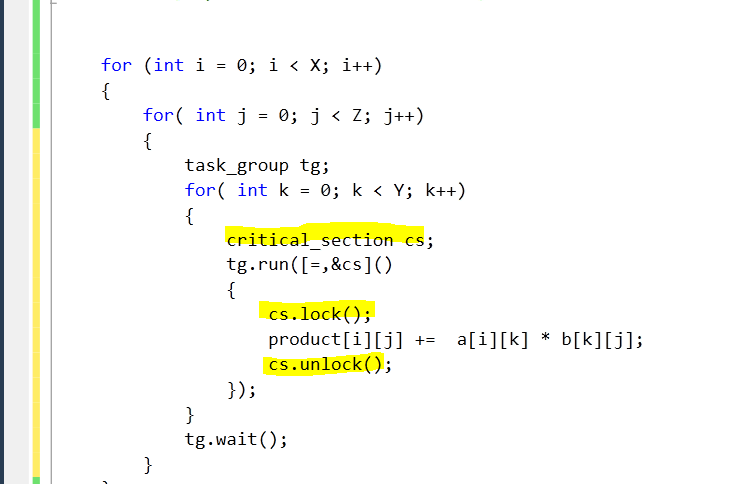 for (int i = 0; i < X; i++)
{
for( int j = 0; j < Z; j++)
{
task_group tg;
for( int k = 0; k < Y; k++)
{
critical_section cs;
tg.run([=,&cs]()
{
cs.lock();
product[i][j] += a[i][k] * b[k][j];
cs.unlock();
});
}
tg.wait();
}